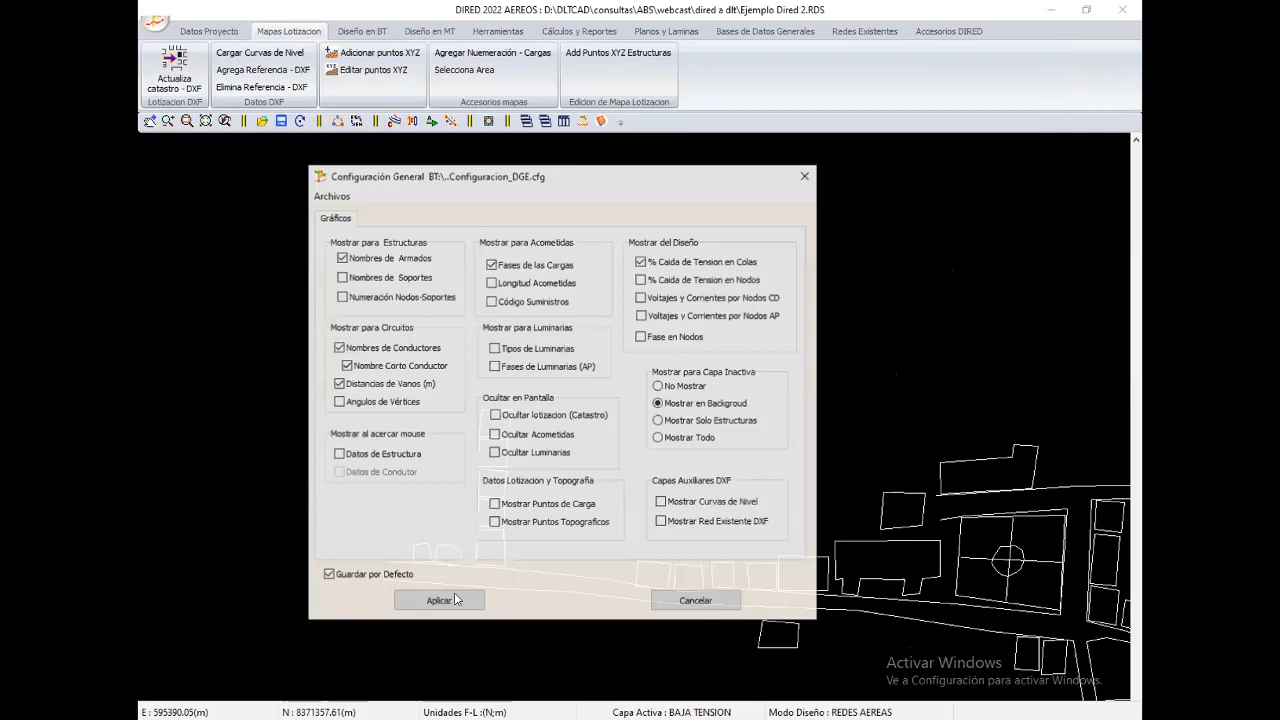 DIRED 2022 AEREOS : D:\DLTCAD\consultas\ABS\webcast\dired a dlt\Ejemplo Dired 2.RDS
Datos Proyecto
Mapas Lotizacion
Diseño en BT
Diseño en MT
Herramientas
Cálculos y Reportes
Planos y Laminas
Bases de Datos Generales
Redes Existentes
Accesorios DIRED
Actualiza
catastro - DXF
Lotizacion DXF
Cargar Curvas de Nivel
Agrega Referencia - DXF
Elimina Referencia - DXF
Datos DXF
Adicionar puntos XYZ
Editar puntos XYZ
Agregar Nuemeración - Cargas
Selecciona Area
Accesorios mapas
Add Puntos XYZ Estructuras
Edicion de Mapa Lotizacion
Configuración General BT:\..Configuracion_DGE.cfg
Archivos
Gráficos
Mostrar para Estructuras
Nombres de Armados
Nombres de Soportes
Numeración Nodos-Soportes
Mostrar para Circuitos
Nombres de Conductores
Nombre Corto Conductor
Distancias de Vanos (m)
Angulos de Vértices
Mostrar al acercar mouse
Datos de Estructura
Datos de Condutor
Mostrar para Acometidas
Fases de las Cargas
Longitud Acometidas
Código Suministros
Mostrar para Luminarias
Tipos de Luminarias
Fases de Luminarias (AP)
Ocultar en Pantalla
Ocultar lotizacion (Catastro)
Ocultar Acometidas
Ocultar Luminarias
Datos Lotización y Topografia
Mostrar Puntos de Carga
Mostrar Puntos Topograficos
Mostrar del Diseño
% Caida de Tension en Colas
% Caida de Tension en Nodos
Voltajes y Corrientes por Nodos CD
Voltajes y Corrientes por Nodos AP
Fase en Nodos
Mostrar para Capa Inactiva
No Mostrar
Mostrar en Backgroud
Mostrar Solo Estructuras
Mostrar Todo
Capas Auxiliares DXF
Mostrar Curvas de Nivel
Mostrar Red Existente DXF
Guardar por Defecto
Aplicar
Cancelar
Activar Windows
Ve a Configuración para activar Windows.
E : 595390.05(m)
N : 8371357.61(m)
Unidades F-L :(N;m)
Capa Activa : BAJA TENSION
Modo Diseño : REDES AEREAS